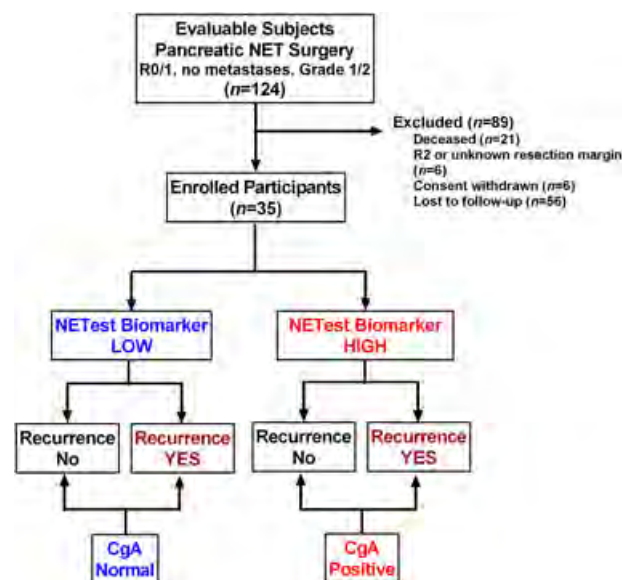 Evaluable Subjects
Pancreatic NET Surgery
R0/1, no metastases, Grade 1/2
(n=124)
Excluded (n=89)
Deceased (n=21)
R2 or unknown resection margin
(n=6)
Consent withdrawn (n=6)
Lost to follow-up (n=56)
Enrolled Participants
(n=35)
NETest Biomarker
LOW
NETest Biomarker
HIGH
Recurrence
No
Recurrence
YES
Recurrence
No
Recurrence
YES
CgA
Normal
CgA
Positive